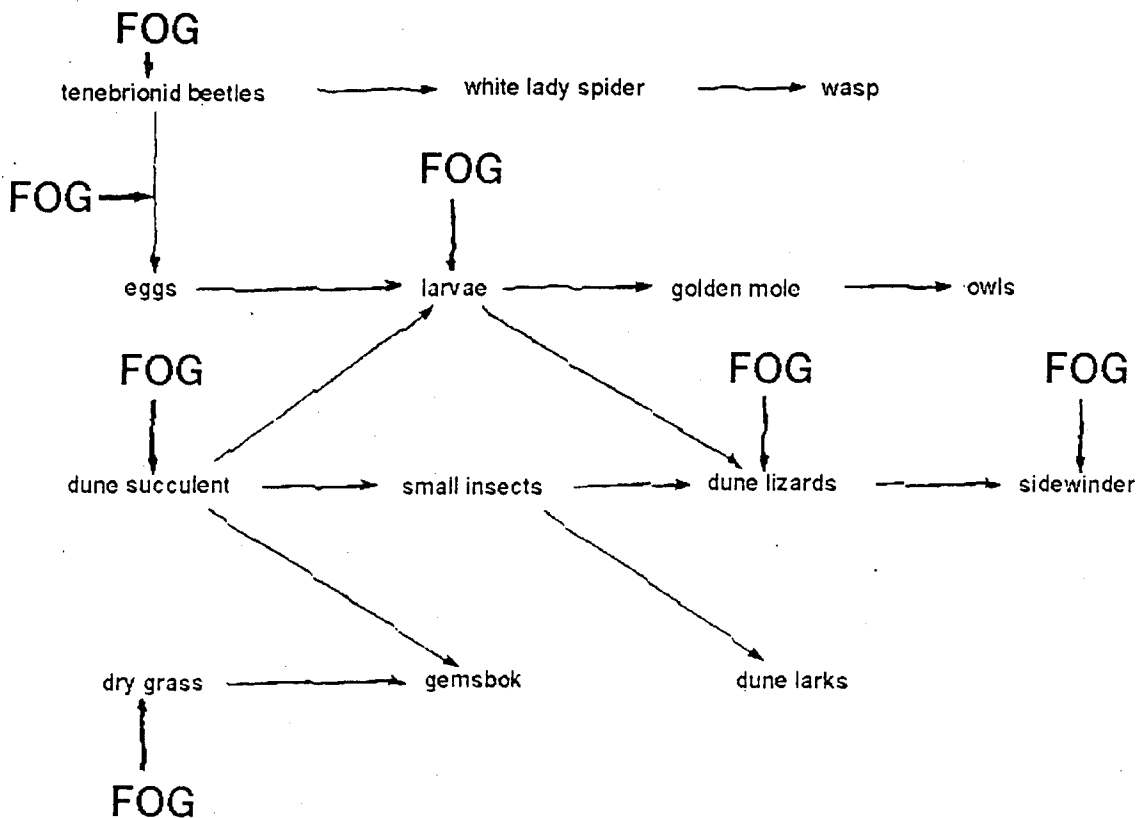 FOG
tenebrionid beetles white lady spider wasp
FOG
FOG
eggs larvae golden mole owls
FOG FOG FOG
dune succulent small insects dune lizards sidewinder
dry grass gemsbok dune larks
FOG